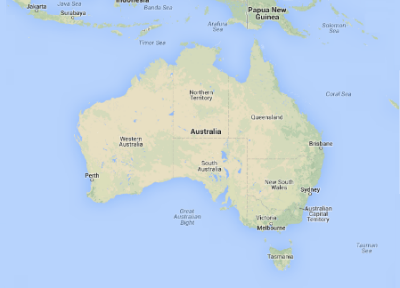 Java Sea
Jakarta
Surabaya
Indonesia
Banda Sea
Papua New
Guinea
Arafura
Sea
Solomon
Sea
Timor Sea
Coral Sea
Northern
Territory
Queensland
Australia
Western
Australia
Brisbane
South
Australia
Perth
New South
Wales
Sydney
Great
Australian
Bight
Australian
Capital
Territory
Victoria
Melbourne
Tasman
Sea
Tasmania